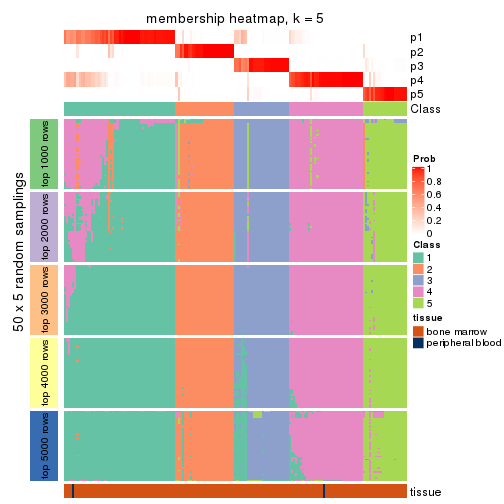 membership heatmap, k = 5
p1
p2
p3
p4
p5
Class
50 x 5 random samplings
top 1000 rows
top 2000 rows
top 3000 rows
top 4000 rows
top 5000 rows
Prob
1
0.8
0.6
0.4
0.2
0
Class
1
2
3
4
5
tissue
bone marrow
peripheral blood
tissue